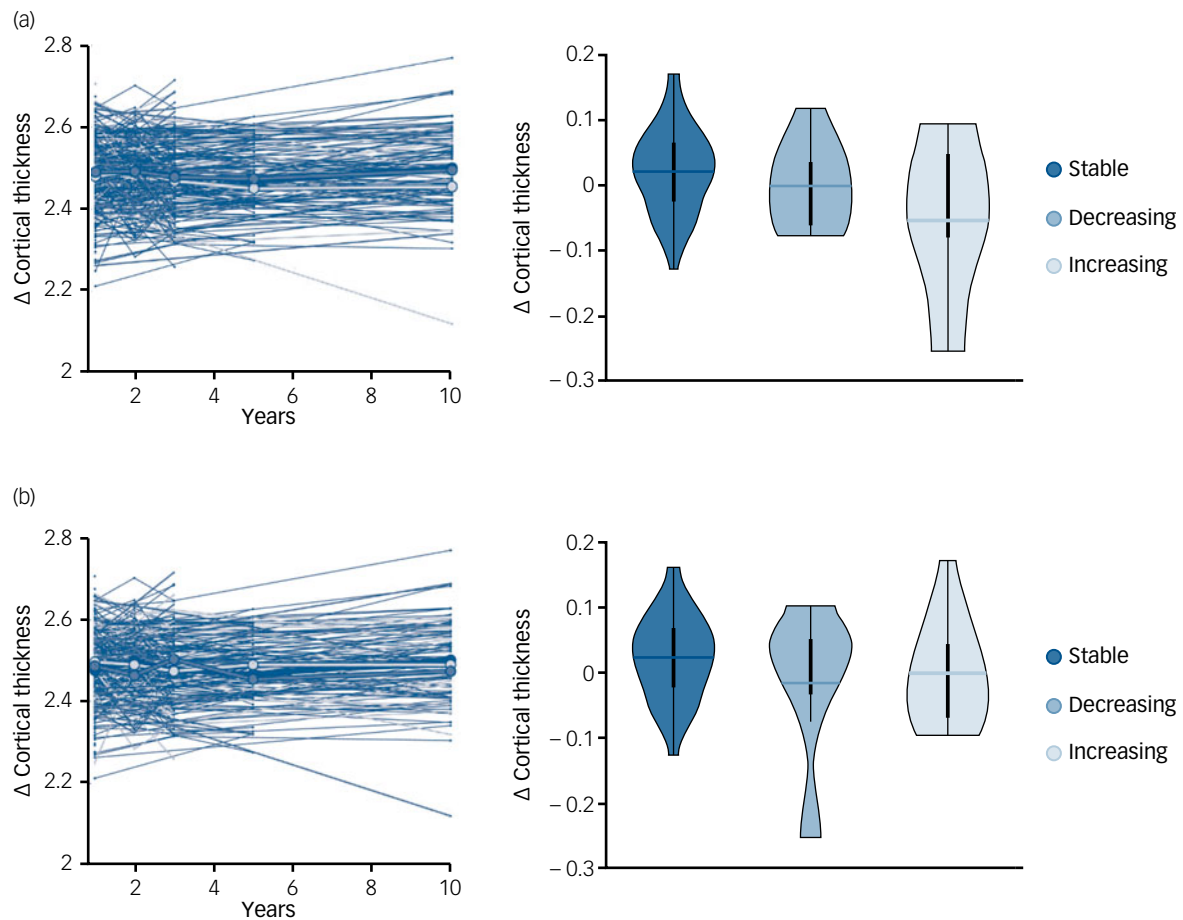 (a)
2.8
2.6
2.4
2.2
2
Δ Cortical thickness
2
4
6
8
10
Years
0.2
0.1
0
– 0.1
– 0.2
– 0.3
Δ Cortical thickness
Stable
Decreasing
Increasing
(b)
2.8
2.6
2.4
2.2
2
Δ Cortical thickness
2
4
6
8
10
Years
0.2
0.1
0
– 0.1
– 0.2
– 0.3
Δ Cortical thickness
Stable
Decreasing
Increasing